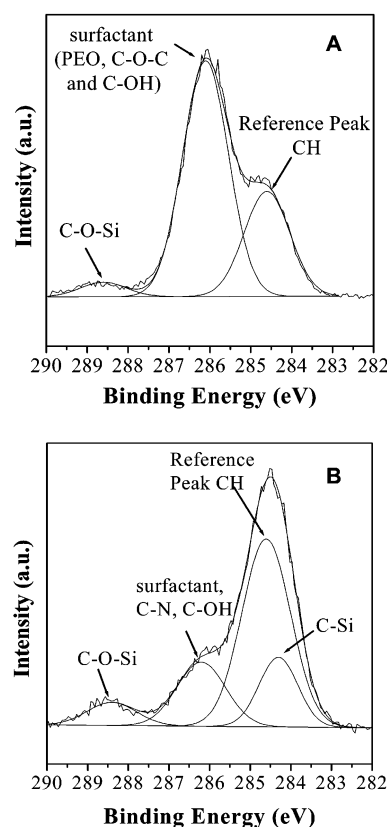 surfactant
(PEO, C-O-C
and C-OH)
A
Reference Peak
CH
C-O-Si
Intensity (a.u.)
290 289 288 287 286 285 284 283 282
Binding Energy (eV)
Reference
Peak CH
B
surfactant,
C-N, C-OH
C-Si
C-O-Si
Intensity (a.u.)
290 289 288 287 286 285 284 283 282
Binding Energy (eV)